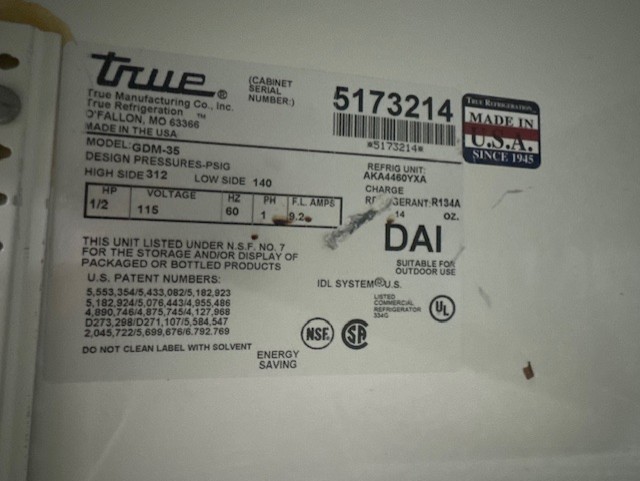 true®
True Manufacturing Co., Inc.
True Refrigeration ™
O'FALLON, MO 63366
MADE IN THE USA
(CABINET
SERIAL
NUMBER:)
5173214
*5173214*
TRUE REFRIGERATION
MADE IN
U.S.A.
SINCE 1945
MODEL: GDM-35
DESIGN PRESSURES-PSIG
HIGH SIDE 312 LOW SIDE 140
HP VOLTAGE HZ PH F.L. AMPS
1/2 115 60 1 9.2
REFRIG UNIT:
AKA4460YXA
CHARGE
R134A
14 OZ.
DAI
SUITABLE FOR
OUTDOOR USE
THIS UNIT LISTED UNDER N.S.F. NO. 7
FOR THE STORAGE AND/OR DISPLAY OF
PACKAGED OR BOTTLED PRODUCTS
U.S. PATENT NUMBERS:
5,553,354/5,433,082/5,182,923
5,182,924/5,076,443/4,955,486
4,890,746/4,875,745/4,127,968
D273,298/D271,107/5,584,547
2,045,722/5,699,676/6.792.769
DO NOT CLEAN LABEL WITH SOLVENT
ENERGY
SAVING
IDL SYSTEM® U.S.
LISTED
COMMERCIAL
REFRIGERATOR
UL
NSF.